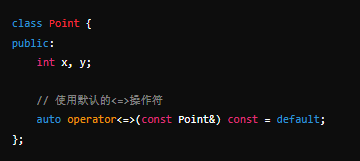 class Point {
public:
    int x, y;
    // 使用默认的<=>操作符
    auto operator<=>(const Point&) const = default;
};